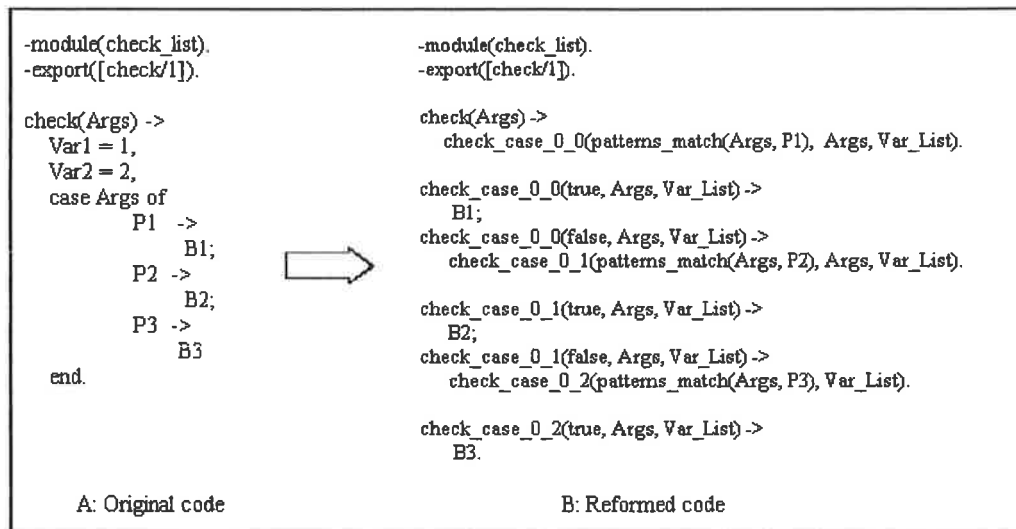 -module(check_list).
-export([check/1]).
check(Args) ->
Var1 = 1,
Var2 = 2,
case Args of
P1 ->
B1;
P2 ->
B2;
P3 ->
B3
end.
A: Original code
-module(check_list).
-export([check/1]).
check(Args) ->
check_case_0_0(patterns_match(Args, P1), Args, Var_List).
check_case_0_0(true, Args, Var_List) ->
B1;
check_case_0_0(false, Args, Var_List) ->
check_case_0_1(patterns_match(Args, P2), Args, Var_List).
check_case_0_1(true, Args, Var_List) ->
B2;
check_case_0_1(false, Args, Var_List) ->
check_case_0_2(patterns_match(Args, P3), Var_List).
check_case_0_2(true, Args, Var_List) ->
B3.
B: Reformed code